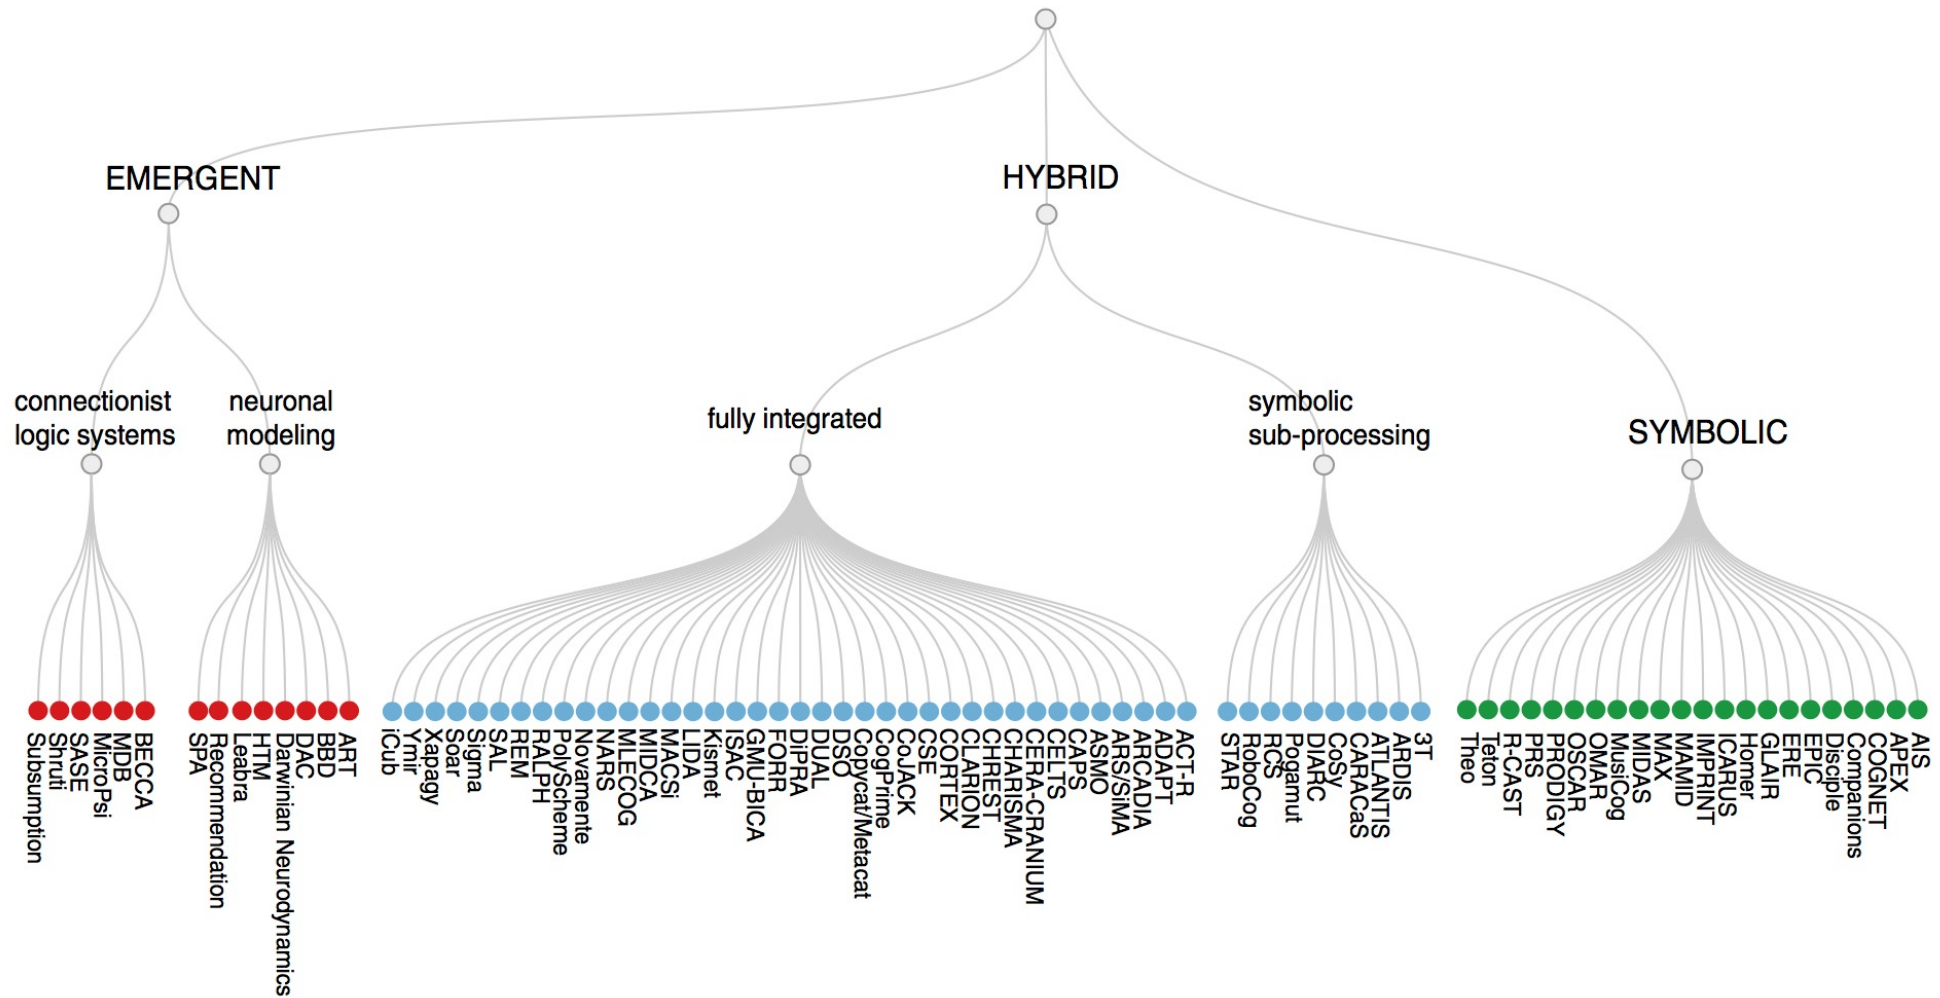 EMERGENT
HYBRID
connectionist
logic systems
neuronal
modeling
fully integrated
symbolic
sub-processing
SYMBOLIC
Subsumption
Shruti
SASE
MicroPsi
MDB
BECCA
SPA
Recommendation
Leabra
HTM
Darwinian Neurodynamics
DAC
BBD
ART
iCub
Ymir
Xapagy
Soar
Sigma
SAL
REM
RALPH
PolyScheme
Novamente
NARS
MLECOG
MIDCA
MACSi
LIDA
Kismet
ISAC
GMU-BICA
FORR
DiPRA
DUAL
DSO
Copycat/Metacat
CogPrime
CoJACK
CSE
CORTEX
CLARION
CHREST
CHARISMA
CERA-CRANIUM
CELTS
CAPS
ASMO
ARS/SiMA
ARCADIA
ADAPT
ACT-R
STAR
RoboCog
RCS
Pogamut
DIARC
CoSy
CARACaS
ATLANTIS
ARDIS
3T
Theo
Teton
R-CAST
PRS
PRODIGY
OSCAR
OMAR
MusiCog
MIDAS
MAX
MAMID
IMPRINT
ICARUS
Homer
GLAIR
ERE
EPIC
Disciple
Companions
COGNET
APEX
AIS